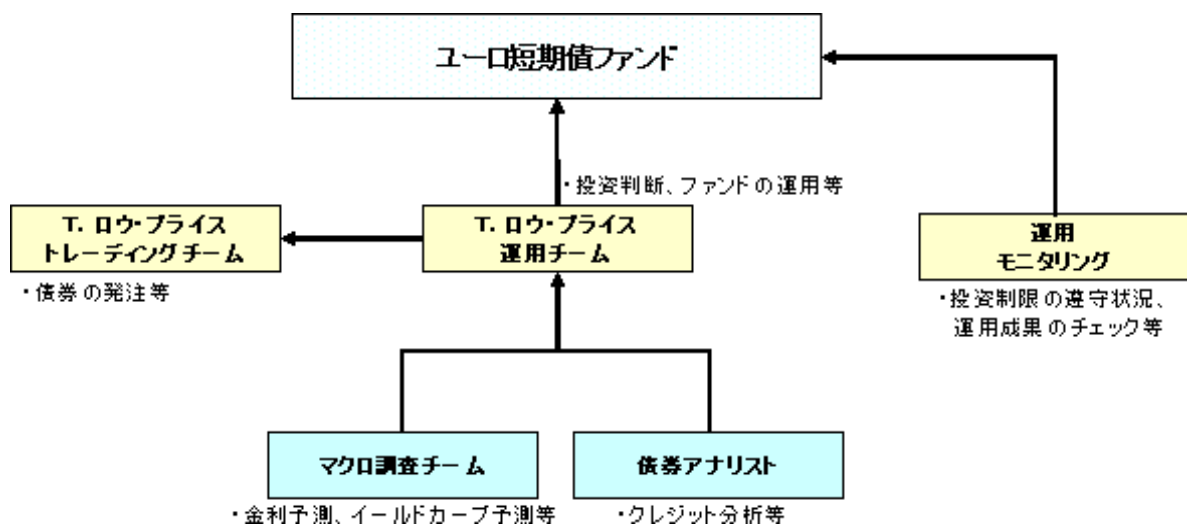 ユーロ短期債ファンド
・投資判断、ファンドの運用等
T. ロウ・プライス
トレーディングチーム
T. ロウ・プライス
運用チーム
運用
モニタリング
・債券の発注等
・投資制限の遵守状況、
運用成果のチェック等
マクロ調査チーム
債券アナリスト
・金利予測、イールドカーブ予測等
・クレジット分析等